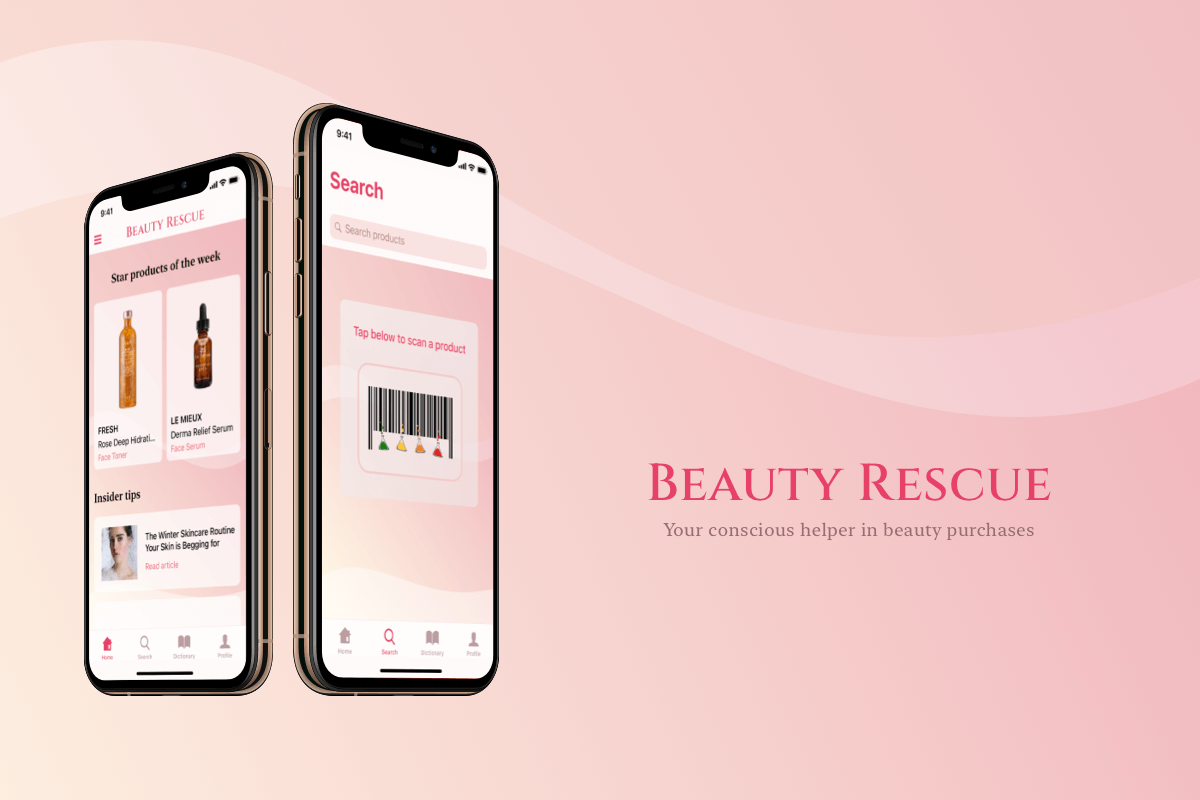 9:41
BEAUTY RESCUE
Star products of the week
FRESH
Rose Deep Hidrati...
Face Toner
LE MIEUX
Derma Relief Serum
Face Serum
Insider tips
The Winter Skincare Routine
Your Skin is Begging for
Read article
Home
Search
Dictionary
Profile
9:41
Search
Search products
Tap below to scan a product
Home
Search
Dictionary
Profile
BEAUTY RESCUE
Your conscious helper in beauty purchases